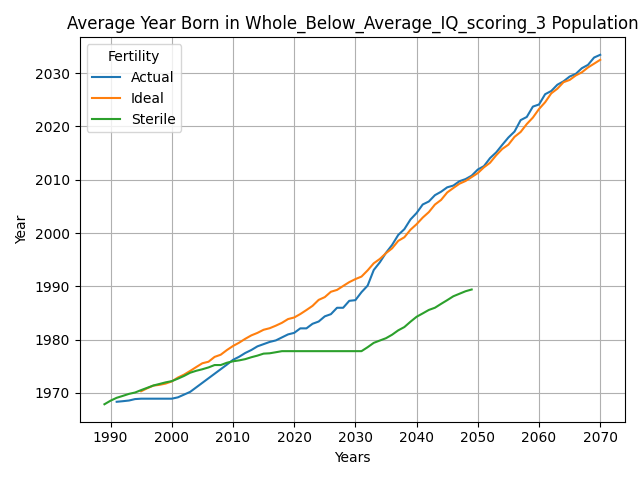 Average Year Born in Whole_Below_Average_IQ_scoring_3 Population
Fertility
Actual
Ideal
Sterile
2030
2020
2010
2000
1990
1980
1970
Year
1990 2000 2010 2020 2030 2040 2050 2060 2070
Years